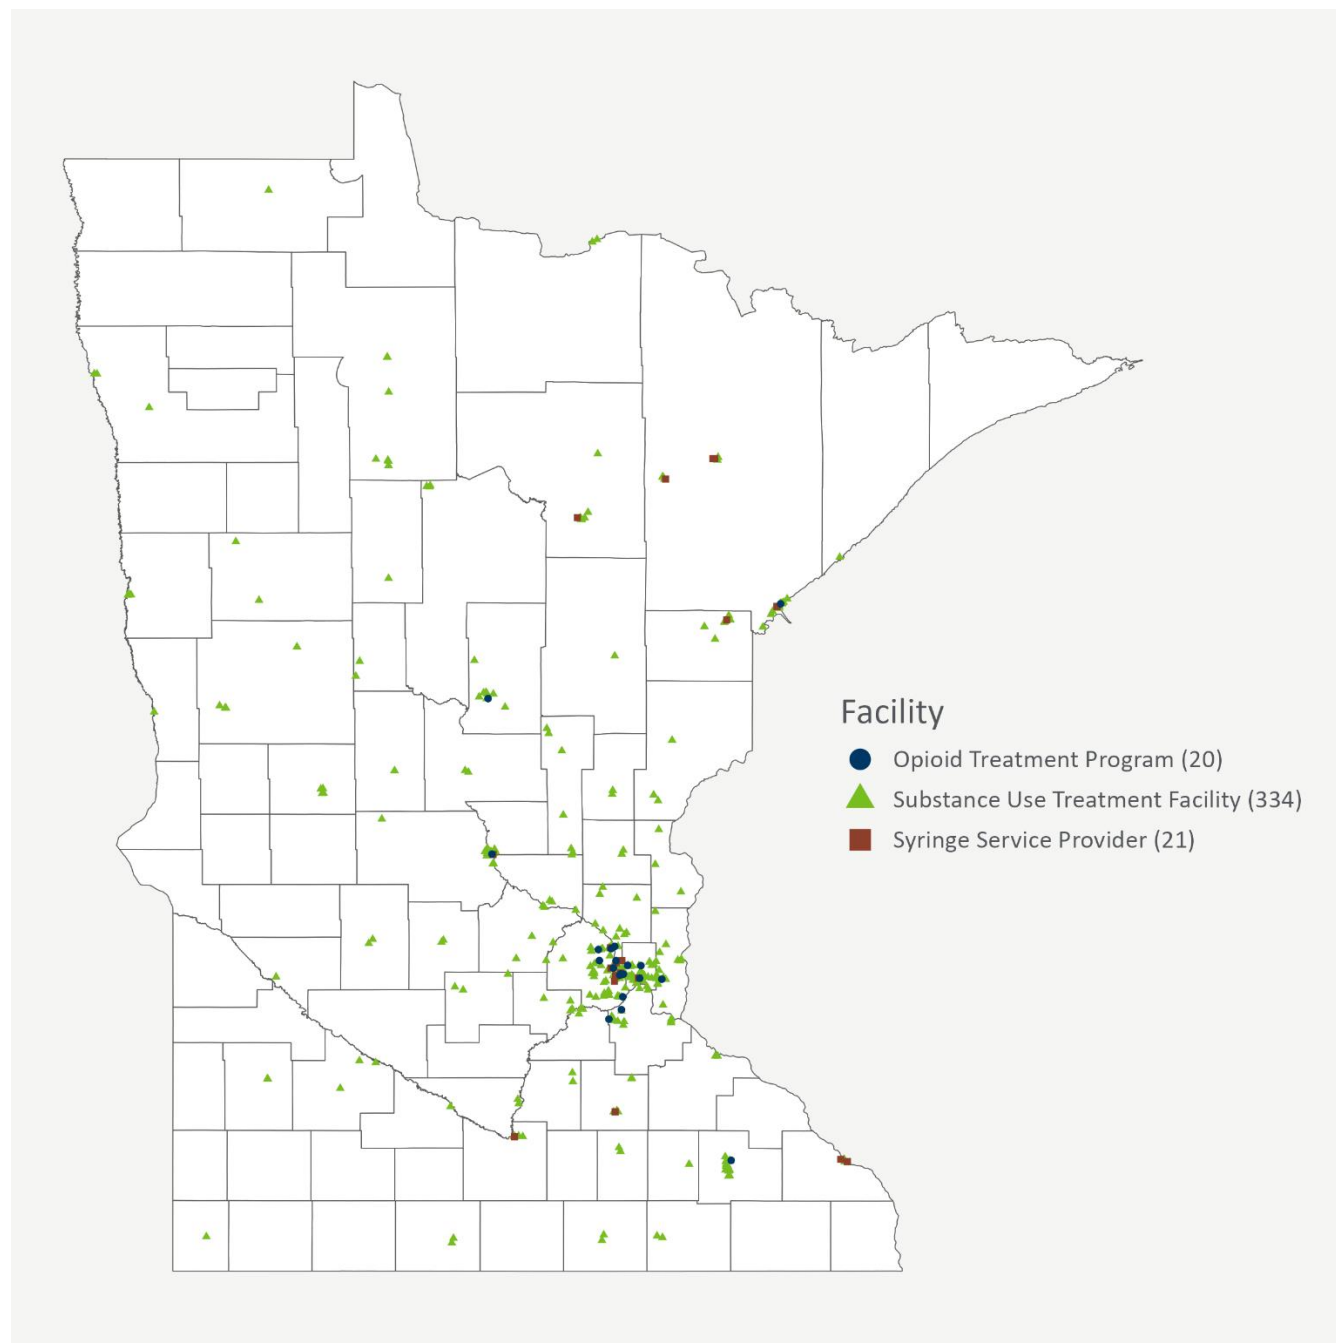 Facility
Opioid Treatment Program (20)
Substance Use Treatment Facility (334)
Syringe Service Provider (21)